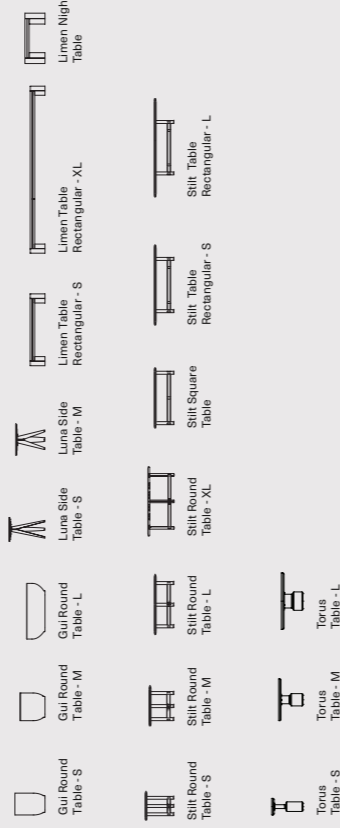 Gui Round
Table - S
Gui Round
Table - M
Gui Round
Table - L
Luna Side
Table - S
Luna Side
Table - M
Limen Table
Rectangular - S
Limen Table
Rectangular - XL
Limen Nigh
Table
Stilt Round
Table - S
Stilt Round
Table - M
Stilt Round
Table - L
Stilt Round
Table - XL
Stilt Square
Table
Stilt Table
Rectangular - S
Stilt Table
Rectangular - L
Torus
Table - S
Torus
Table - M
Torus
Table - L